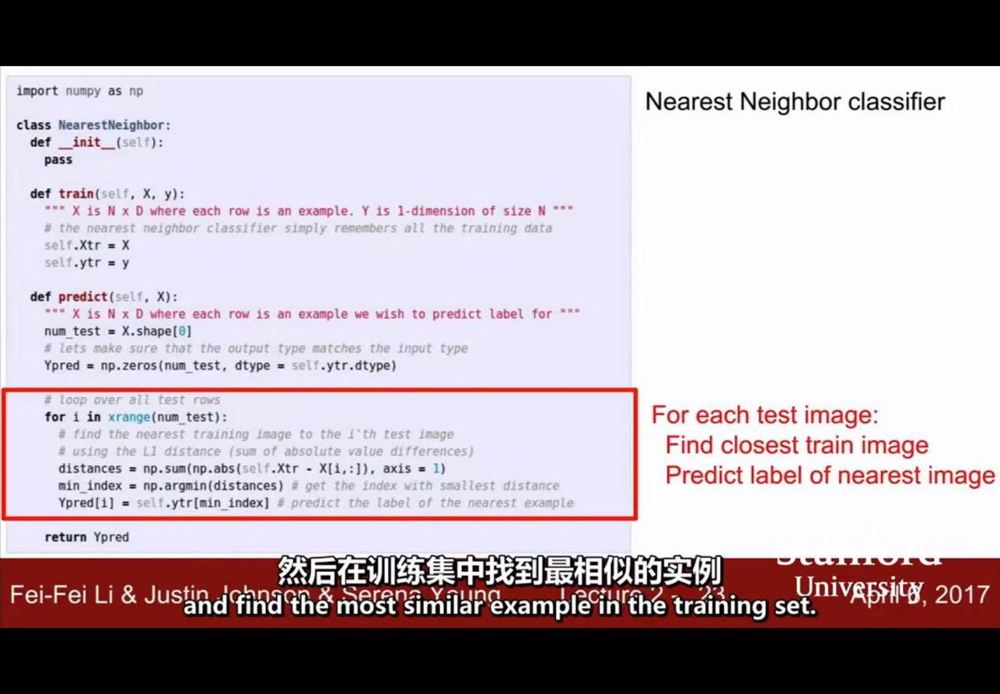 import numpy as np
class NearestNeighbor:
def __init__(self):
pass
def train(self, X, y):
""" X is N x D where each row is an example. Y is 1-dimension of size N """
# the nearest neighbor classifier simply remembers all the training data
self.Xtr = X
self.ytr = y
def predict(self, X):
""" X is N x D where each row is an example we wish to predict label for """
num_test = X.shape[0]
# lets make sure that the output type matches the input type
Ypred = np.zeros(num_test, dtype = self.ytr.dtype)
# loop over all test rows
for i in xrange(num_test):
# find the nearest training image to the i'th test image
# using the L1 distance (sum of absolute value differences)
distances = np.sum(np.abs(self.Xtr - X[i,:]), axis = 1)
min_index = np.argmin(distances) # get the index with smallest distance
Ypred[i] = self.ytr[min_index] # predict the label of the nearest example
return Ypred
Nearest Neighbor classifier
For each test image:
Find closest train image
Predict label of nearest image
然后在训练集中找到最相似的实例
Fei-Fei Li & Justin Johnson & Serena Yeung Lecture 2 - 23 April 6, 2017
Stanford
University
and find the most similar example in the training set.